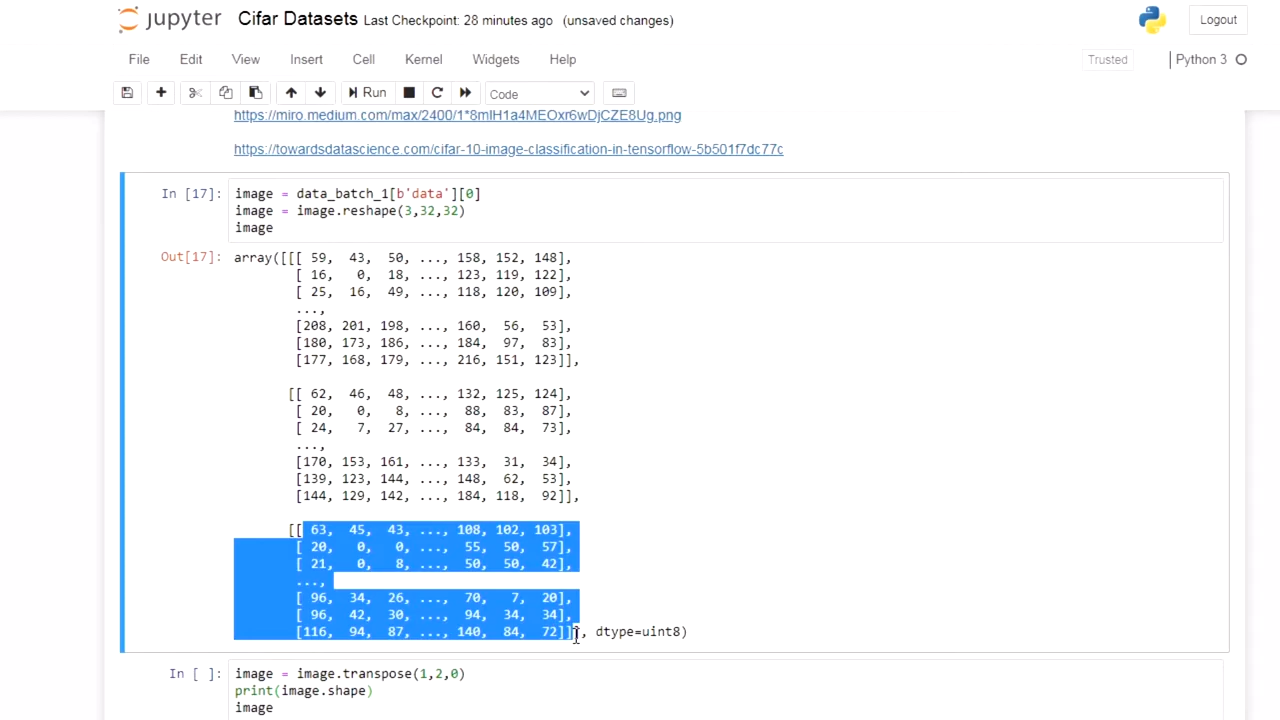 jupyter Cifar Datasets Last Checkpoint: 28 minutes ago (unsaved changes) Logout
File Edit View Insert Cell Kernel Widgets Help Trusted Python 3
Run Code
https://miro.medium.com/max/2400/1*8mlH1a4MEOxr6wDjCZE8Ug.png
https://towardsdatascience.com/cifar-10-image-classification-in-tensorflow-5b501f7dc77c
In [17]: image = data_batch_1[b'data'][0]
image = image.reshape(3,32,32)
image
Out[17]: array([[[ 59, 43, 50, ..., 158, 152, 148],
[ 16, 0, 18, ..., 123, 119, 122],
[ 25, 16, 49, ..., 118, 120, 109],
...,
[208, 201, 198, ..., 160, 56, 53],
[180, 173, 186, ..., 184, 97, 83],
[177, 168, 179, ..., 216, 151, 123]],
[[ 62, 46, 48, ..., 132, 125, 124],
[ 20, 0, 8, ..., 88, 83, 87],
[ 24, 7, 27, ..., 84, 84, 73],
...,
[170, 153, 161, ..., 133, 31, 34],
[139, 123, 144, ..., 148, 62, 53],
[144, 129, 142, ..., 184, 118, 92]],
[[ 63, 45, 43, ..., 108, 102, 103],
[ 20, 0, 0, ..., 55, 50, 57],
[ 21, 0, 8, ..., 50, 50, 42],
...,
[ 96, 34, 26, ..., 70, 7, 20],
[ 96, 42, 30, ..., 94, 34, 34],
[116, 94, 87, ..., 140, 84, 72]]], dtype=uint8)
In [ ]: image = image.transpose(1,2,0)
print(image.shape)
image